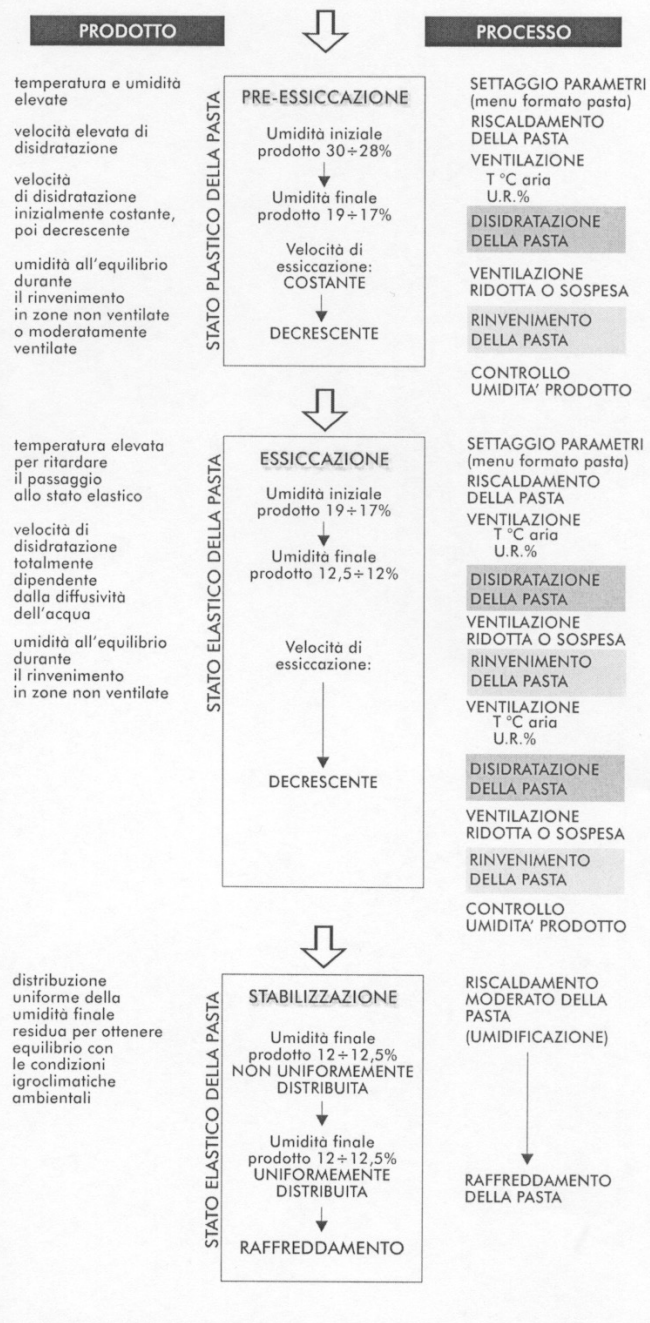 PRODOTTO
PROCESSO
temperatura e umidità
elevate
velocità elevata di
disidratazione
velocità
di disidratazione
inizialmente costante,
poi decrescente
umidità all'equilibrio
durante
il rinvenimento
in zone non ventilate
o moderatamente
ventilate
STATO PLASTICO DELLA PASTA
PRE-ESSICCAZIONE
Umidità iniziale
prodotto 30÷28%
Umidità finale
prodotto 19÷17%
Velocità di
essiccazione:
COSTANTE
DECRESCENTE
SETTAGGIO PARAMETRI
(menu formato pasta)
RISCALDAMENTO
DELLA PASTA
VENTILAZIONE
T °C aria
U.R.%
DISIDRATAZIONE
DELLA PASTA
VENTILAZIONE
RIDOTTA O SOSPESA
RINVENIMENTO
DELLA PASTA
CONTROLLO
UMIDITA' PRODOTTO
temperatura elevata
per ritardare
il passaggio
allo stato elastico
velocità di
disidratazione
totalmente
dipendente
dalla diffusività
dell'acqua
umidità all'equilibrio
durante
il rinvenimento
in zone non ventilate
STATO ELASTICO DELLA PASTA
ESSICCAZIONE
Umidità iniziale
prodotto 19÷17%
Umidità finale
prodotto 12,5÷12%
Velocità di
essiccazione:
DECRESCENTE
SETTAGGIO PARAMETRI
(menu formato pasta)
RISCALDAMENTO
DELLA PASTA
VENTILAZIONE
T °C aria
U.R.%
DISIDRATAZIONE
DELLA PASTA
VENTILAZIONE
RIDOTTA O SOSPESA
RINVENIMENTO
DELLA PASTA
VENTILAZIONE
T °C aria
U.R.%
DISIDRATAZIONE
DELLA PASTA
VENTILAZIONE
RIDOTTA O SOSPESA
RINVENIMENTO
DELLA PASTA
CONTROLLO
UMIDITA' PRODOTTO
distribuzione
uniforme della
umidità finale
residua per ottenere
equilibrio con
le condizioni
igroclimatiche
ambientali
STATO ELASTICO DELLA PASTA
STABILIZZAZIONE
Umidità finale
prodotto 12÷12,5%
NON UNIFORMEMENTE
DISTRIBUITA
Umidità finale
prodotto 12÷12,5%
UNIFORMEMENTE
DISTRIBUITA
RAFFREDDAMENTO
RISCALDAMENTO
MODERATO DELLA
PASTA
(UMIDIFICAZIONE)
RAFFREDDAMENTO
DELLA PASTA